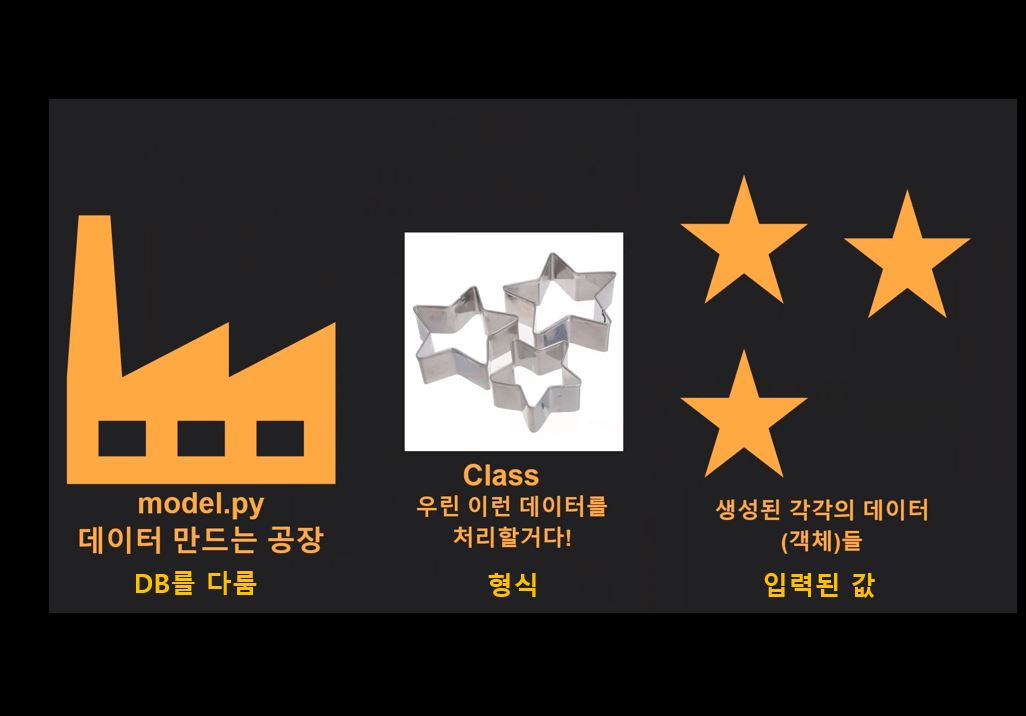 model.py
데이터 만드는 공장
DB를 다룸
Class
우린 이런 데이터를
처리할거다!
형식
생성된 각각의 데이터
(객체)들
입력된 값